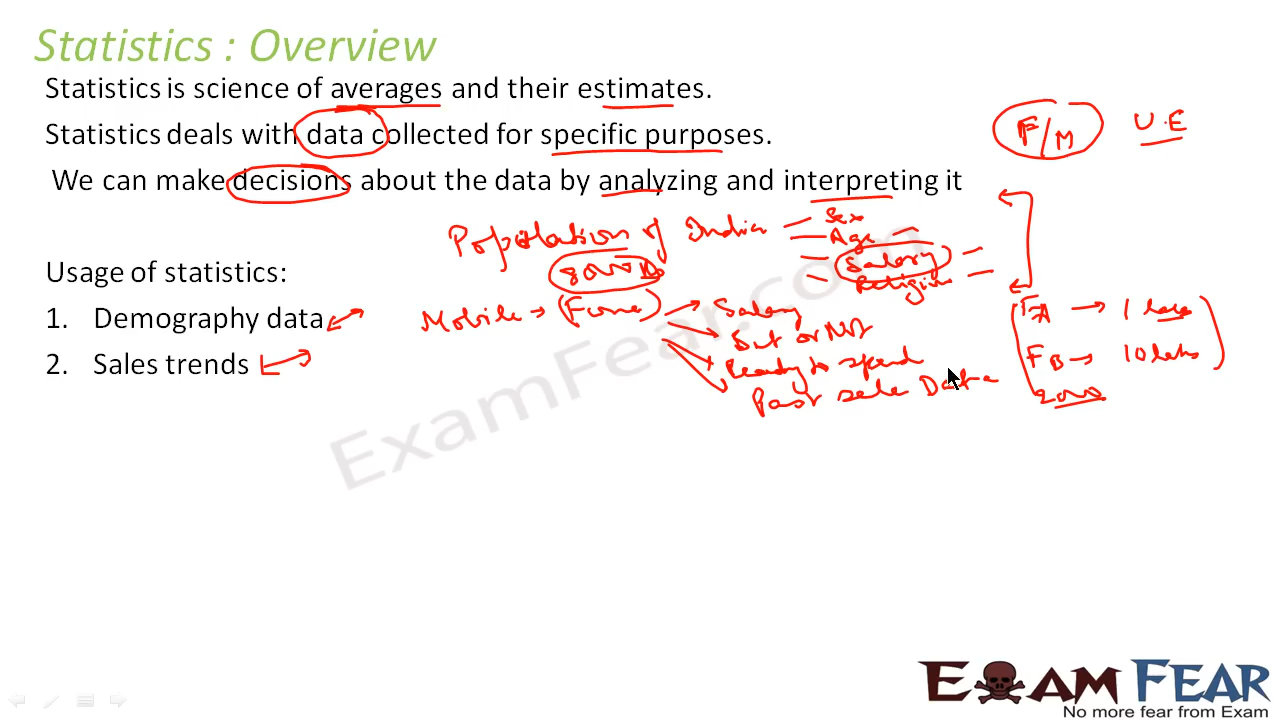 Statistics : Overview
Statistics is science of averages and their estimates.
Statistics deals with data collected for specific purposes.
F/M U.E
We can make decisions about the data by analyzing and interpreting it
Population of India
Sex
Age
Salary
Religion
Usage of statistics:
1. Demography data
Mobile → (
Salary
FA → 1
or Not
2. Sales trends
Ready to spend
FB → 10
Past sale Data
ExamFear.com
EXAM FEAR
No more fear from Exam